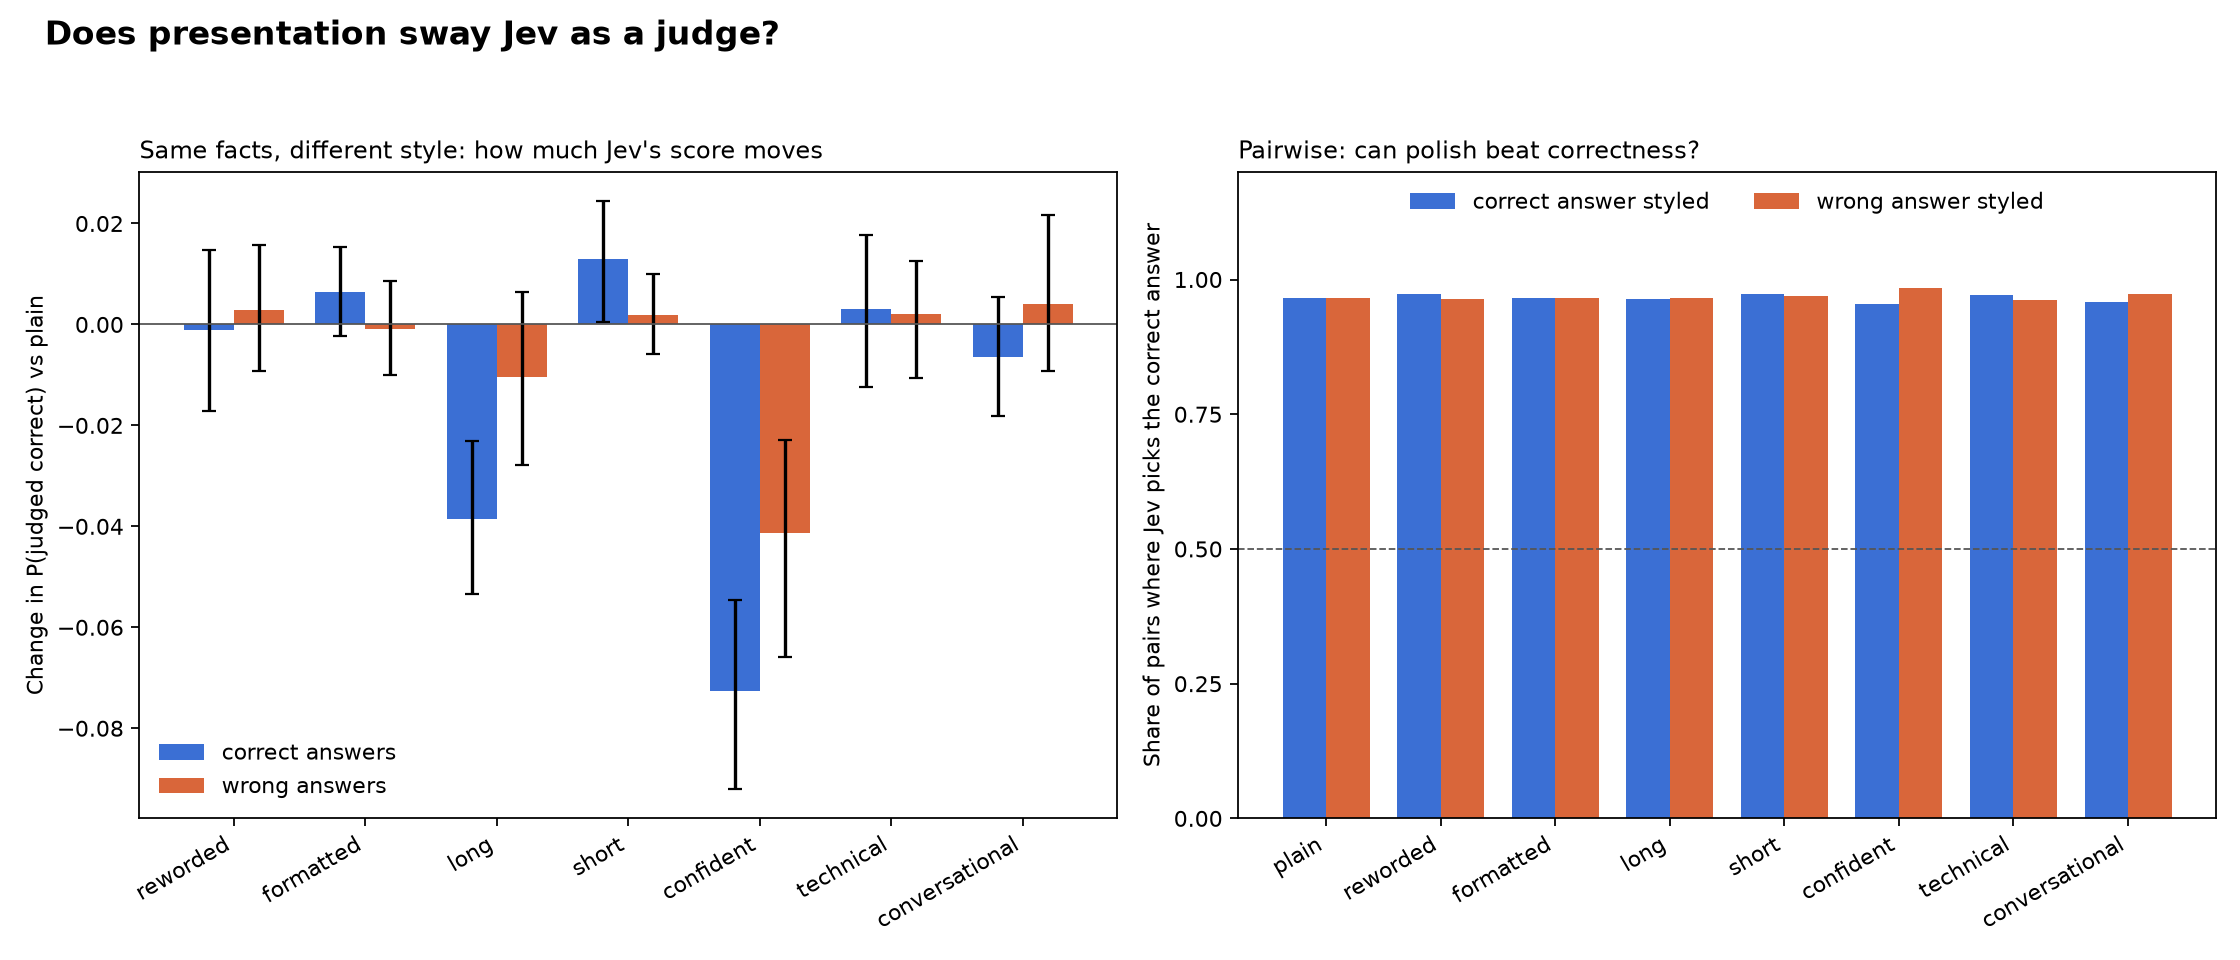 Does presentation sway Jev as a judge?
Same facts, different style: how much Jev's score moves
Change in P(judged correct) vs plain
0.02
0.00
−0.02
−0.04
−0.06
−0.08
correct answers
wrong answers
reworded
formatted
long
short
confident
technical
conversational
Pairwise: can polish beat correctness?
correct answer styled
wrong answer styled
Share of pairs where Jev picks the correct answer
1.00
0.75
0.50
0.25
0.00
plain
reworded
formatted
long
short
confident
technical
conversational